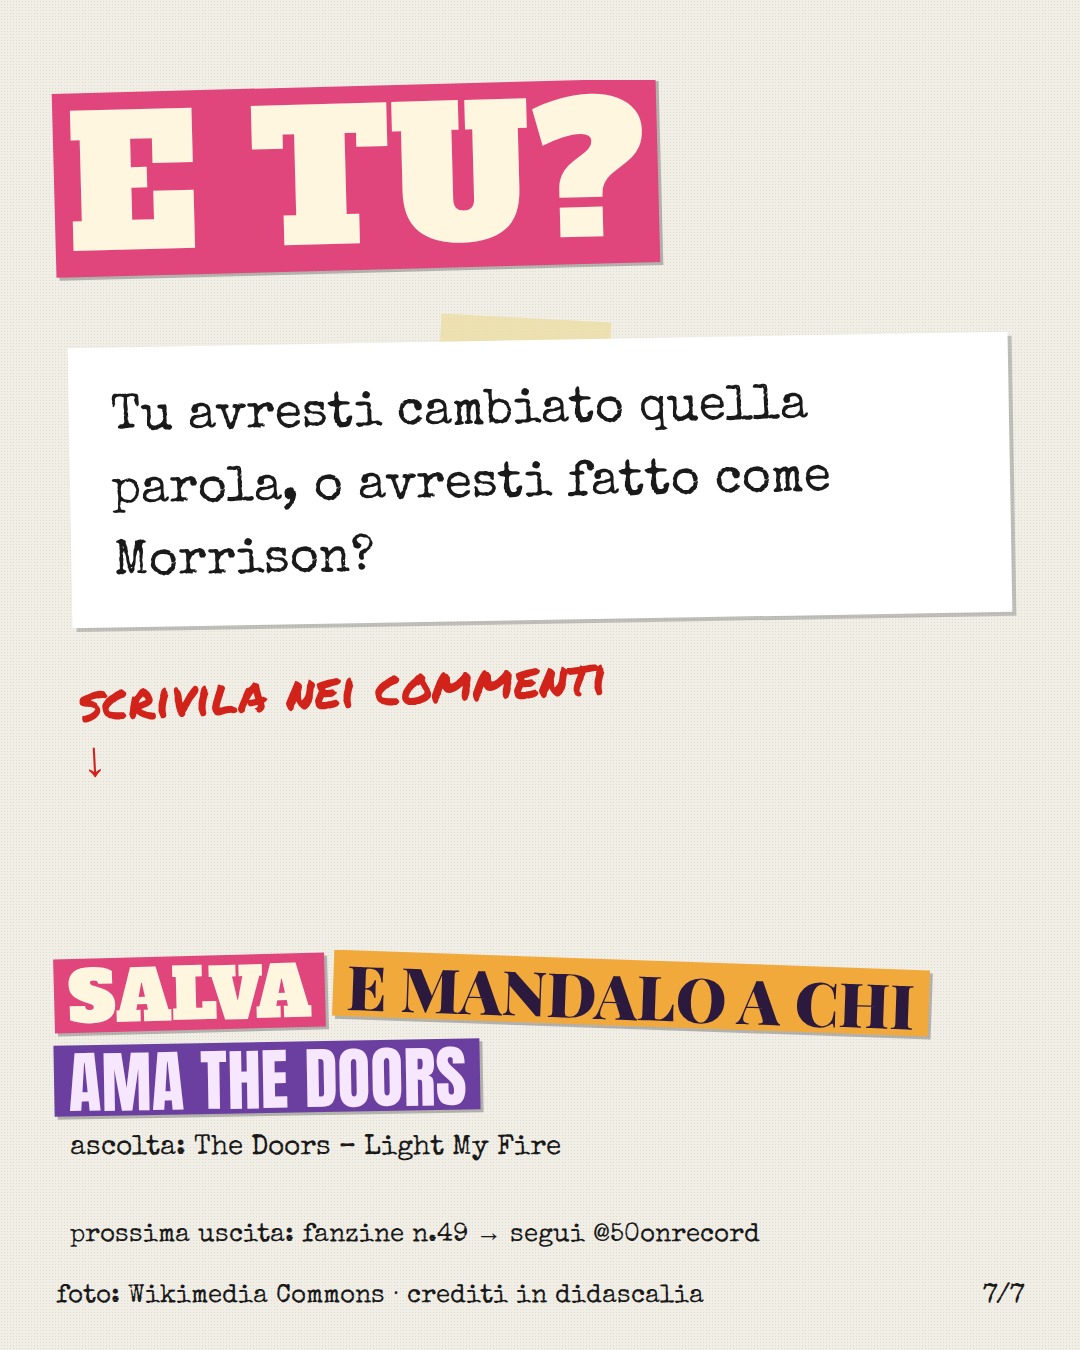 E TU?
Tu avresti cambiato quella
parola, o avresti fatto come
Morrison?
SCRIVILA NEI COMMENTI
↓
SALVA E MANDALO A CHI
AMA THE DOORS
ascolta: The Doors – Light My Fire
prossima uscita: fanzine n.49 → segui @50onrecord
foto: Wikimedia Commons · crediti in didascalia
7/7